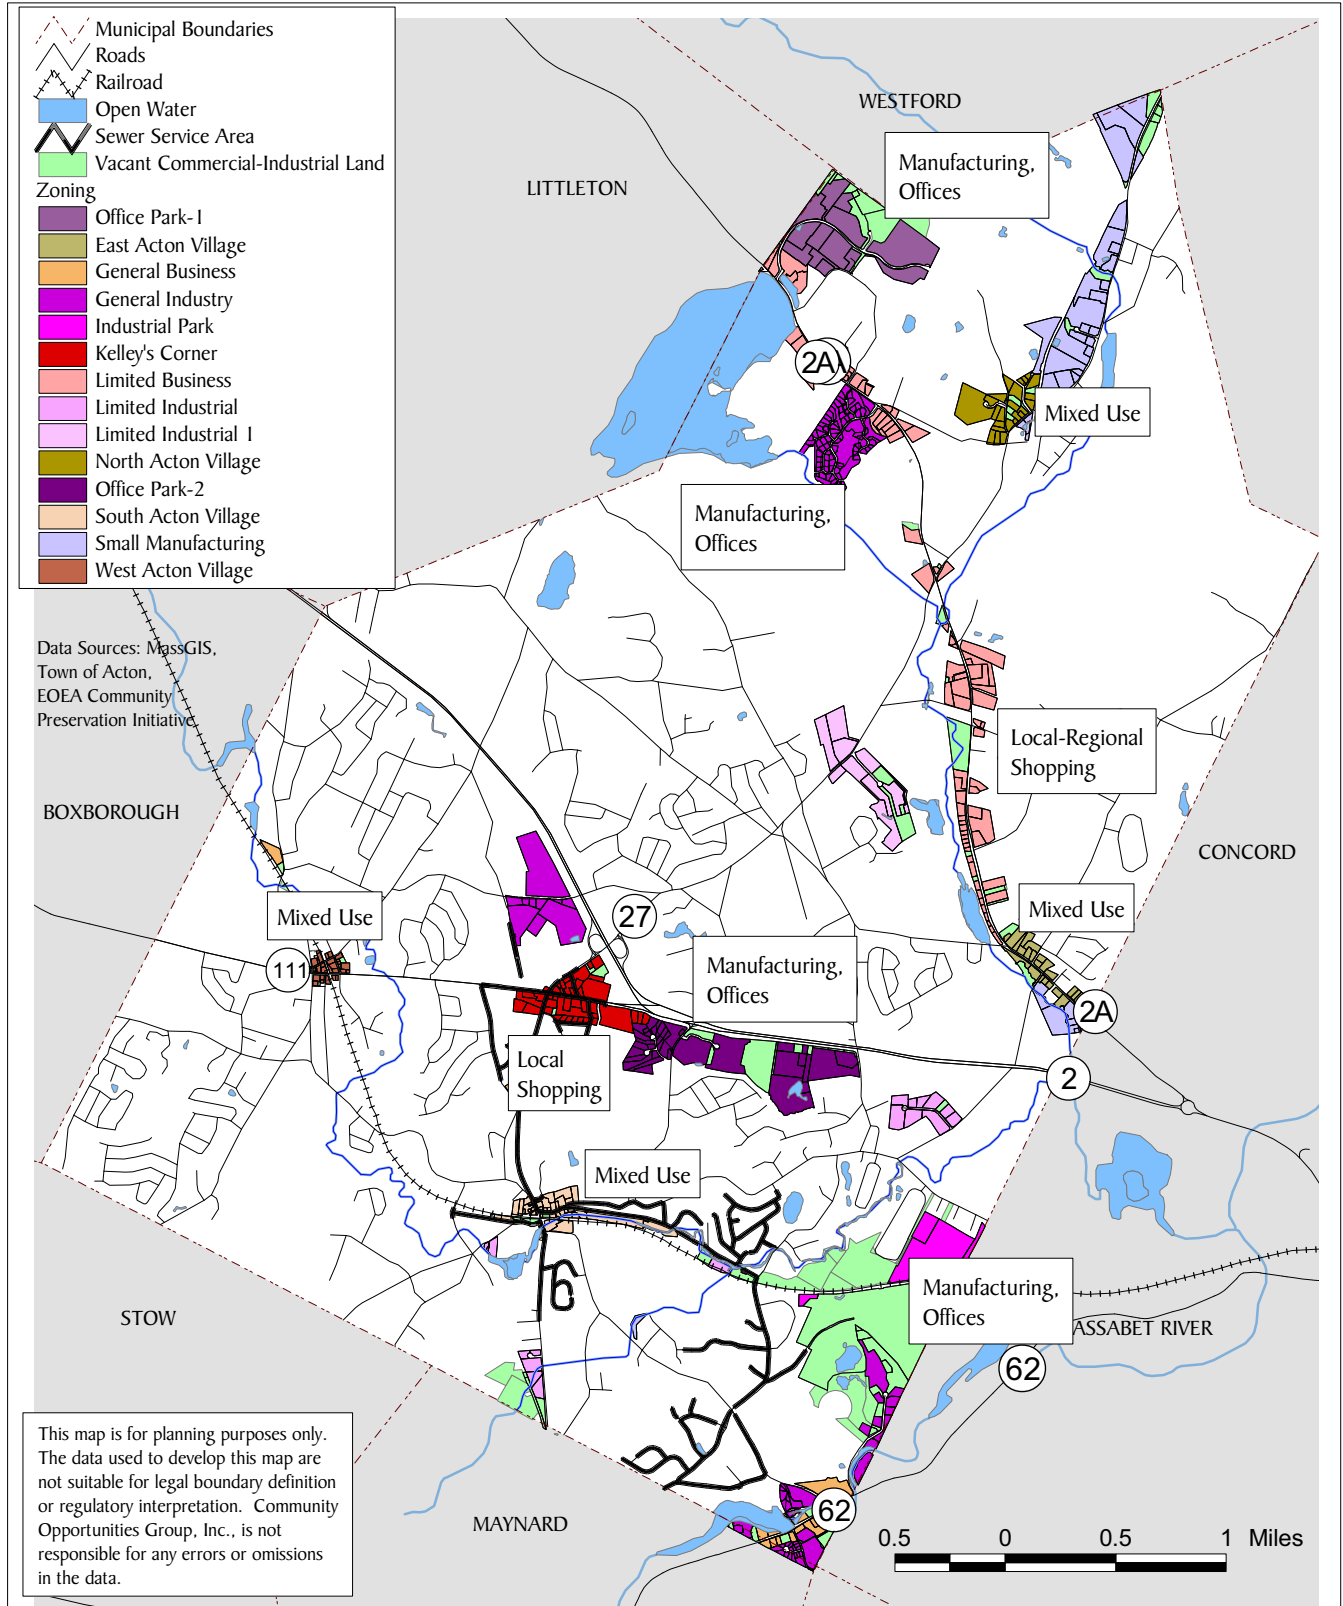 Municipal Boundaries
Roads
Railroad
Open Water
Sewer Service Area
Vacant Commercial-Industrial Land
Zoning
Office Park-1
East Acton Village
General Business
General Industry
Industrial Park
Kelley's Corner
Limited Business
Limited Industrial
Limited Industrial 1
North Acton Village
Office Park-2
South Acton Village
Small Manufacturing
West Acton Village
WESTFORD
Manufacturing,
Offices
LITTLETON
2A
Mixed Use
Manufacturing,
Offices
Data Sources: MassGIS,
Town of Acton,
EOEA Community
Preservation Initiative
Local-Regional
Shopping
BOXBOROUGH
CONCORD
Mixed Use
27
Mixed Use
111
Manufacturing,
Offices
2A
Local
Shopping
2
Mixed Use
Manufacturing,
Offices
STOW
ASSABET RIVER
62
This map is for planning purposes only.
The data used to develop this map are
not suitable for legal boundary definition
or regulatory interpretation. Community
Opportunities Group, Inc., is not
responsible for any errors or omissions
in the data.
MAYNARD
62
0.5 0 0.5 1 Miles